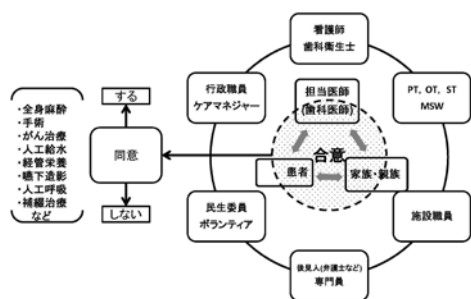 ・全身麻酔
・手術
・がん治療
・人工給水
・経管栄養
・嚥下造影
・人工呼吸
・補綴治療
など
する
同意
しない
看護師
歯科衛生士
行政職員
ケアマネジャー
担当医師
(歯科医師)
PT, OT, ST
MSW
合意
患者
家族・親族
民生委員
ボランティア
施設職員
後見人(弁護士など)
専門員